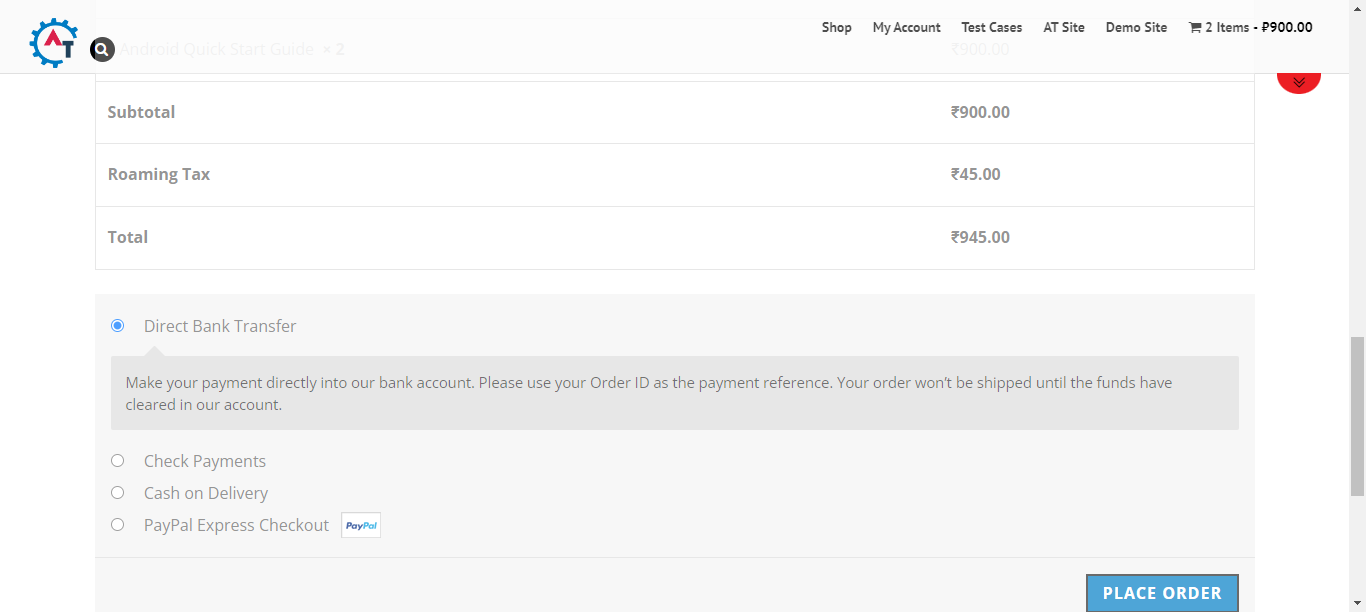 Shop My Account Test Cases AT Site Demo Site 2 Items - ₽900.00
AT
Android Quick Start Guide × 2 ₹900.00
Subtotal ₹900.00
Roaming Tax ₹45.00
Total ₹945.00
Direct Bank Transfer
Make your payment directly into our bank account. Please use your Order ID as the payment reference. Your order won’t be shipped until the funds have
cleared in our account.
Check Payments
Cash on Delivery
PayPal Express Checkout PayPal
PLACE ORDER